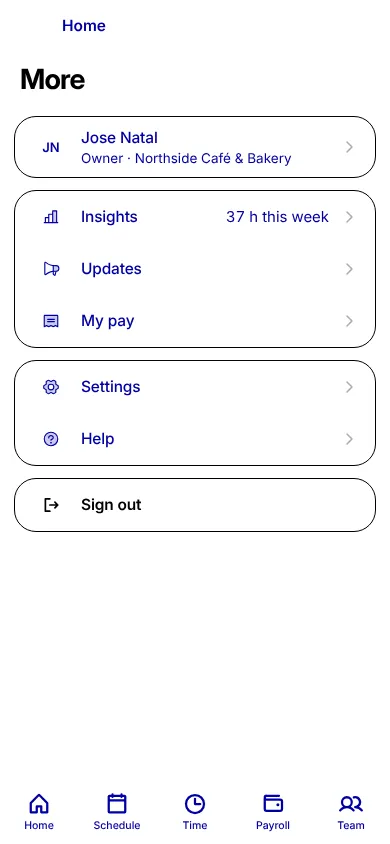 Home
More
JN
Jose Natal
Owner · Northside Café & Bakery
Insights
37 h this week
Updates
My pay
Settings
Help
Sign out
Home
Schedule
Time
Payroll
Team